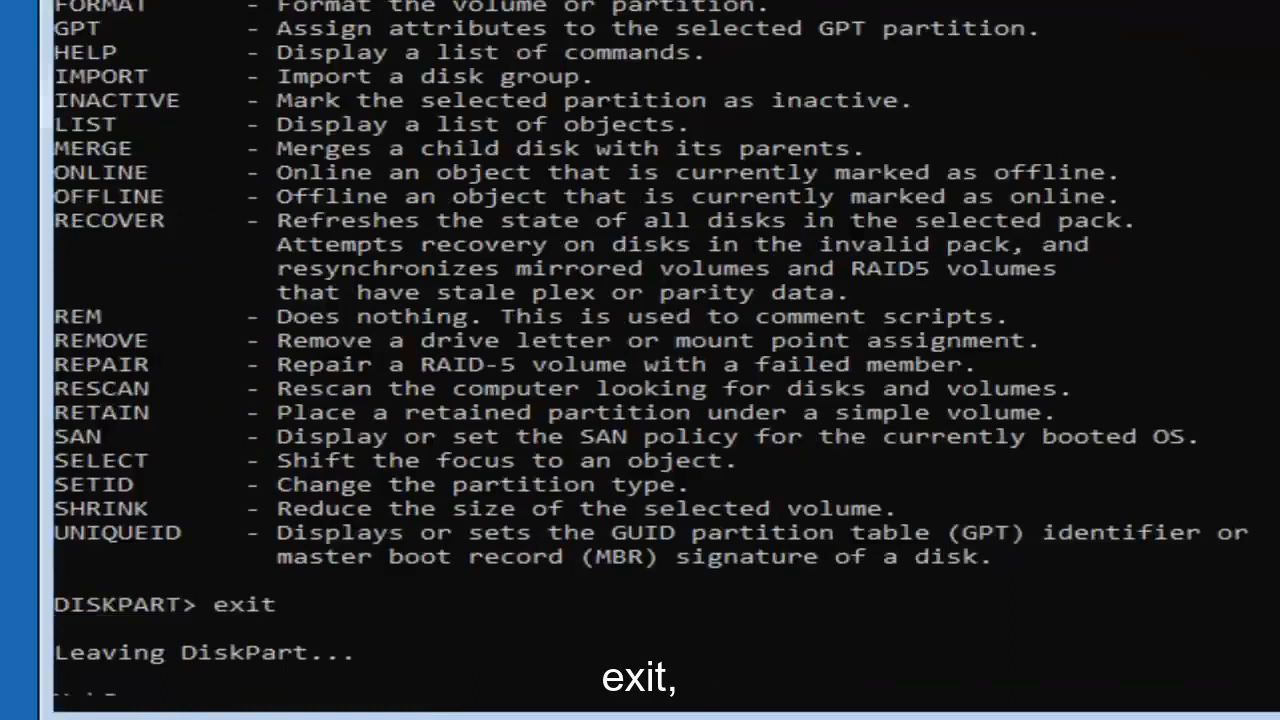 FORMAT - Format the volume or partition.
GPT - Assign attributes to the selected GPT partition.
HELP - Display a list of commands.
IMPORT - Import a disk group.
INACTIVE - Mark the selected partition as inactive.
LIST - Display a list of objects.
MERGE - Merges a child disk with its parents.
ONLINE - Online an object that is currently marked as offline.
OFFLINE - Offline an object that is currently marked as online.
RECOVER - Refreshes the state of all disks in the selected pack.
Attempts recovery on disks in the invalid pack, and
resynchronizes mirrored volumes and RAID5 volumes
that have stale plex or parity data.
REM - Does nothing. This is used to comment scripts.
REMOVE - Remove a drive letter or mount point assignment.
REPAIR - Repair a RAID-5 volume with a failed member.
RESCAN - Rescan the computer looking for disks and volumes.
RETAIN - Place a retained partition under a simple volume.
SAN - Display or set the SAN policy for the currently booted OS.
SELECT - Shift the focus to an object.
SETID - Change the partition type.
SHRINK - Reduce the size of the selected volume.
UNIQUEID - Displays or sets the GUID partition table (GPT) identifier or
master boot record (MBR) signature of a disk.
DISKPART> exit
Leaving DiskPart...
exit,